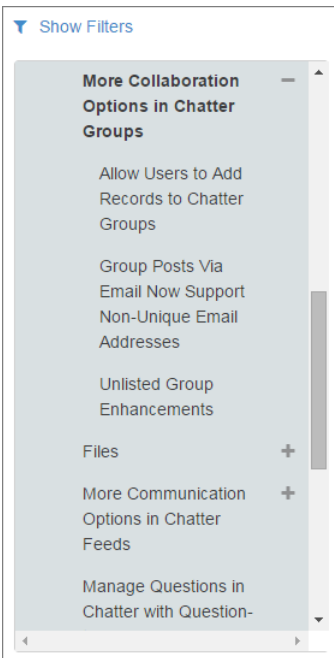 Show Filters
More Collaboration
Options in Chatter
Groups
Allow Users to Add
Records to Chatter
Groups
Group Posts Via
Email Now Support
Non-Unique Email
Addresses
Unlisted Group
Enhancements
Files
More Communication
Options in Chatter
Feeds
Manage Questions in
Chatter with Question-